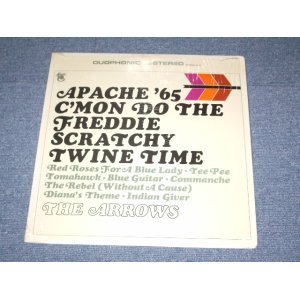 DUOPHONIC STEREO
APACHE '65
C'MON DO THE
FREDDIE
SCRATCHY
TWINE TIME
Red Roses For A Blue Lady • Tee Pee
Tomahawk • Blue Guitar • Commanche
The Rebel (Without A Cause)
Diana's Theme • Indian Giver
THE ARROWS